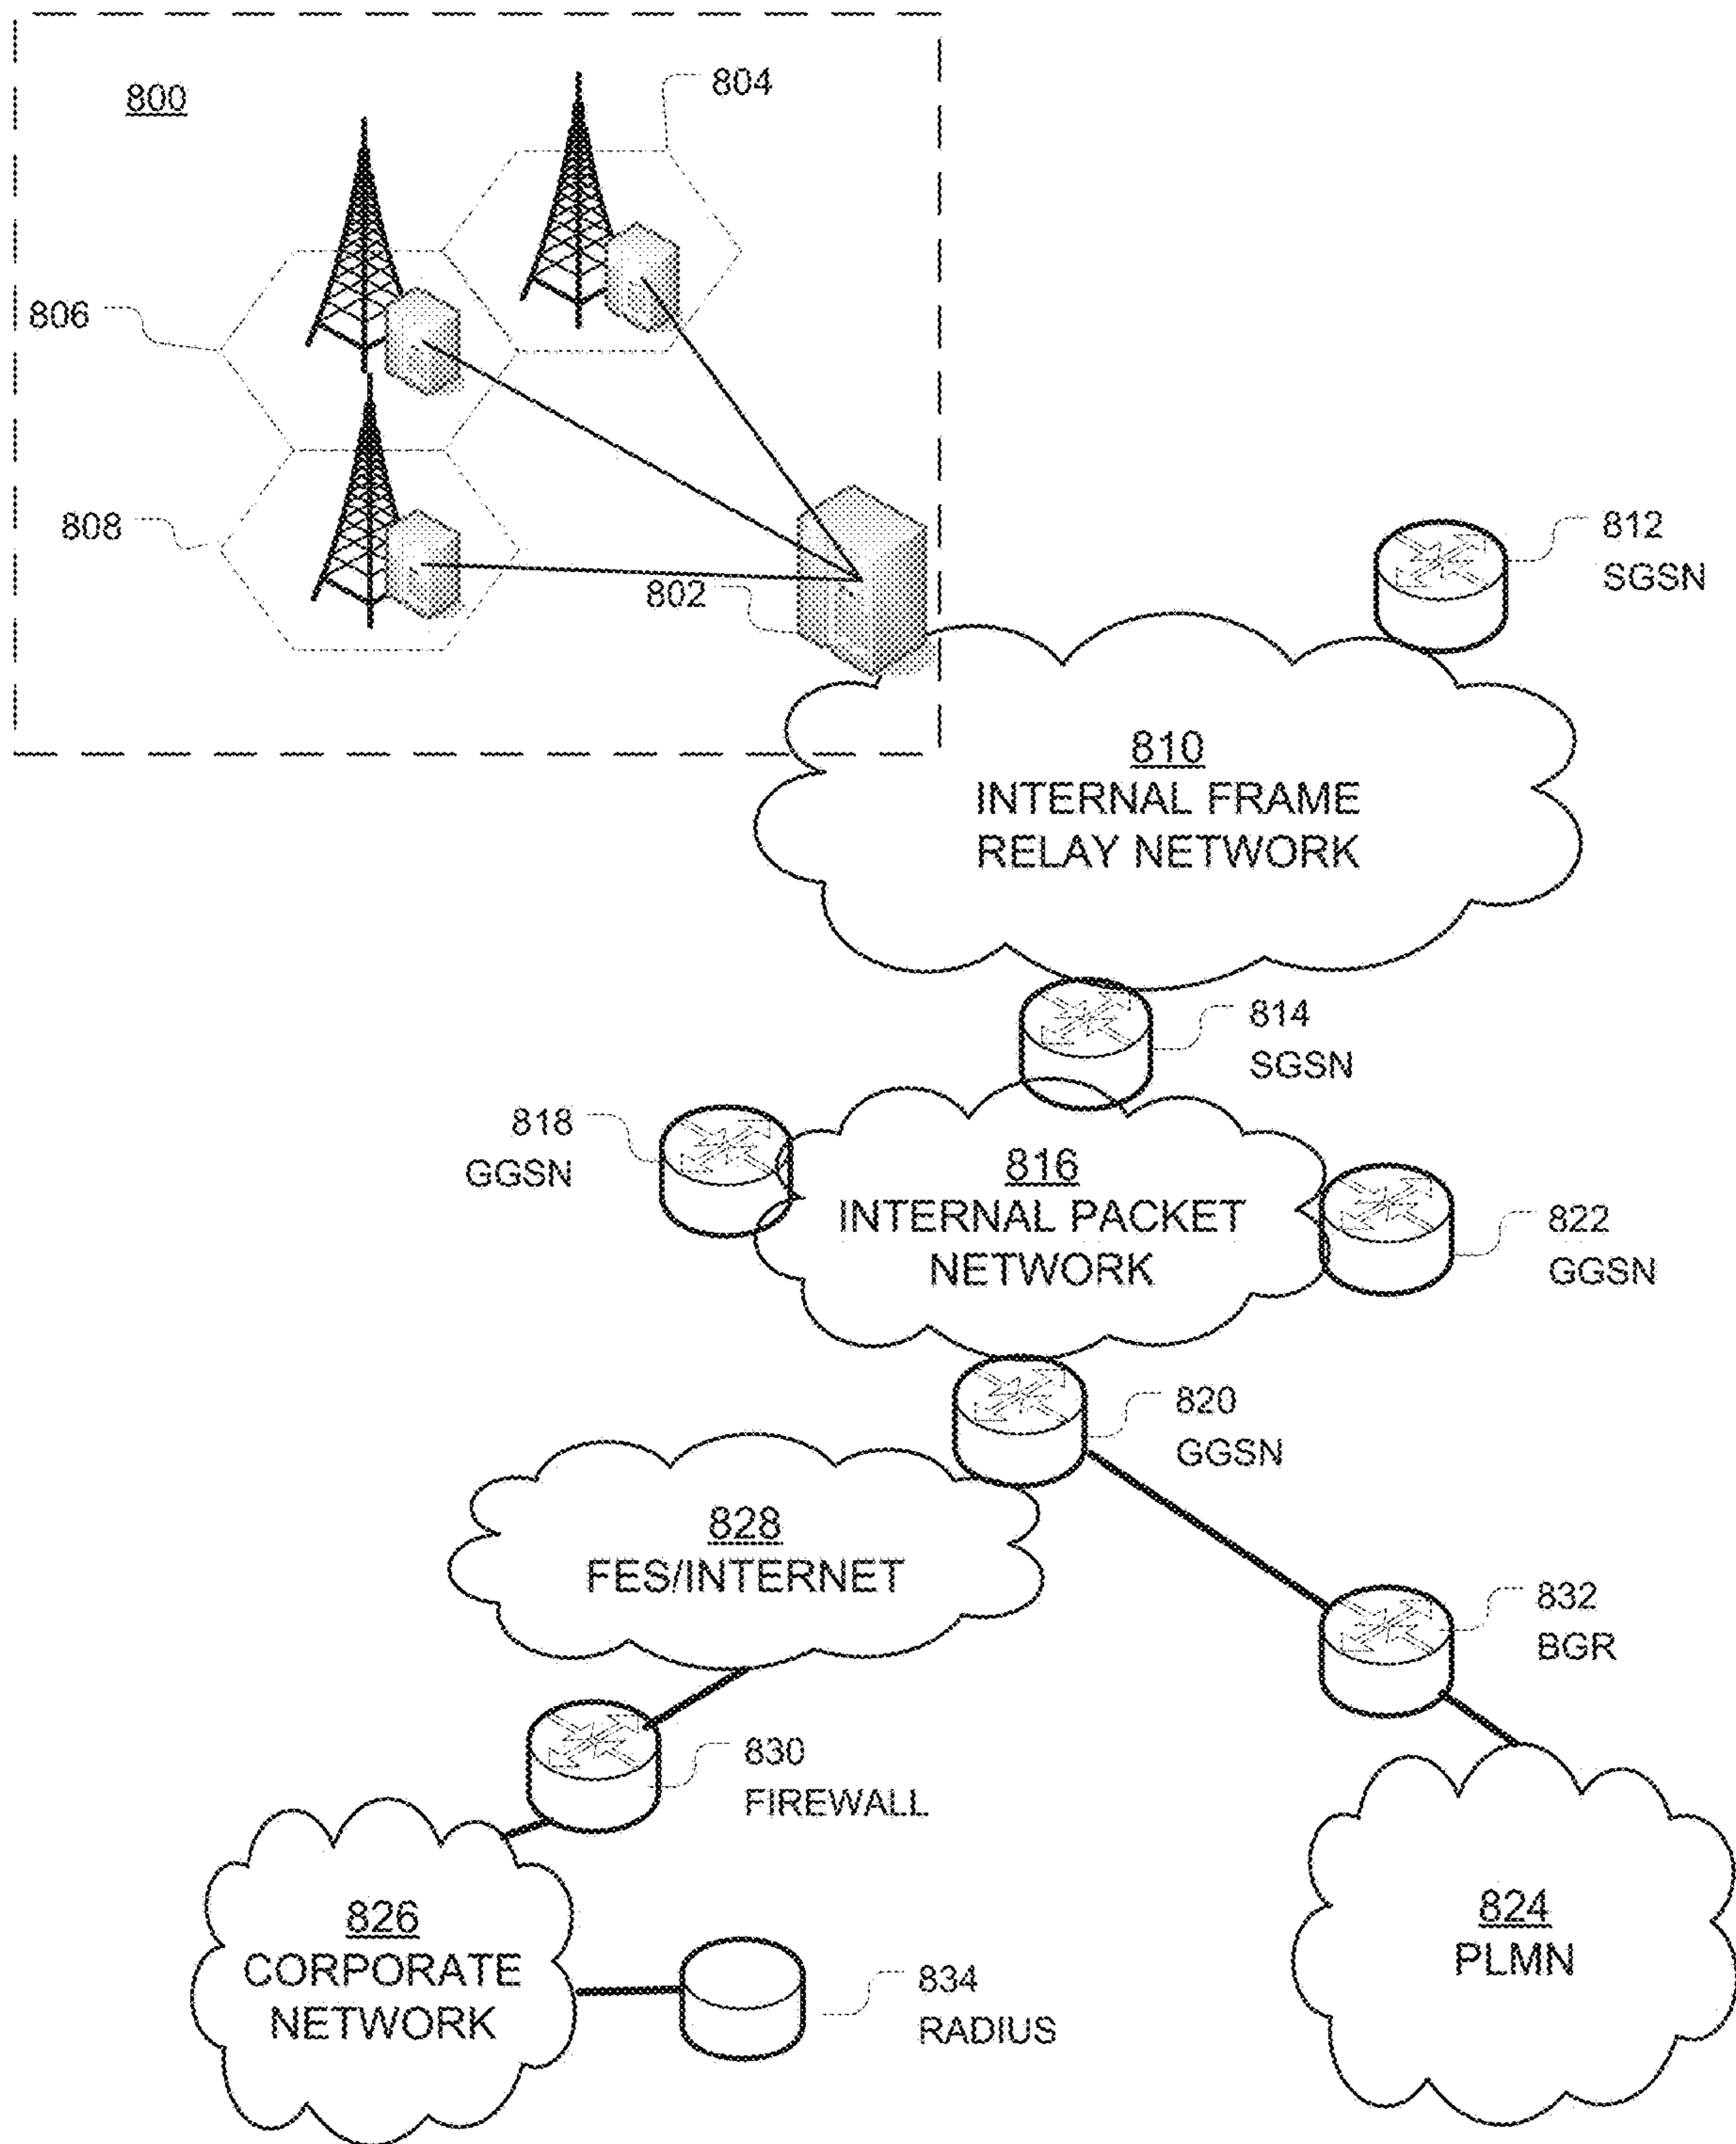 800
804
806
808
802
812
SGSN
810
INTERNAL FRAME
RELAY NETWORK
814
SGSN
818
GGSN
816
INTERNAL PACKET
NETWORK
822
GGSN
820
GGSN
828
FES/INTERNET
832
BGR
830
FIREWALL
826
CORPORATE
NETWORK
834
RADIUS
824
PLMN